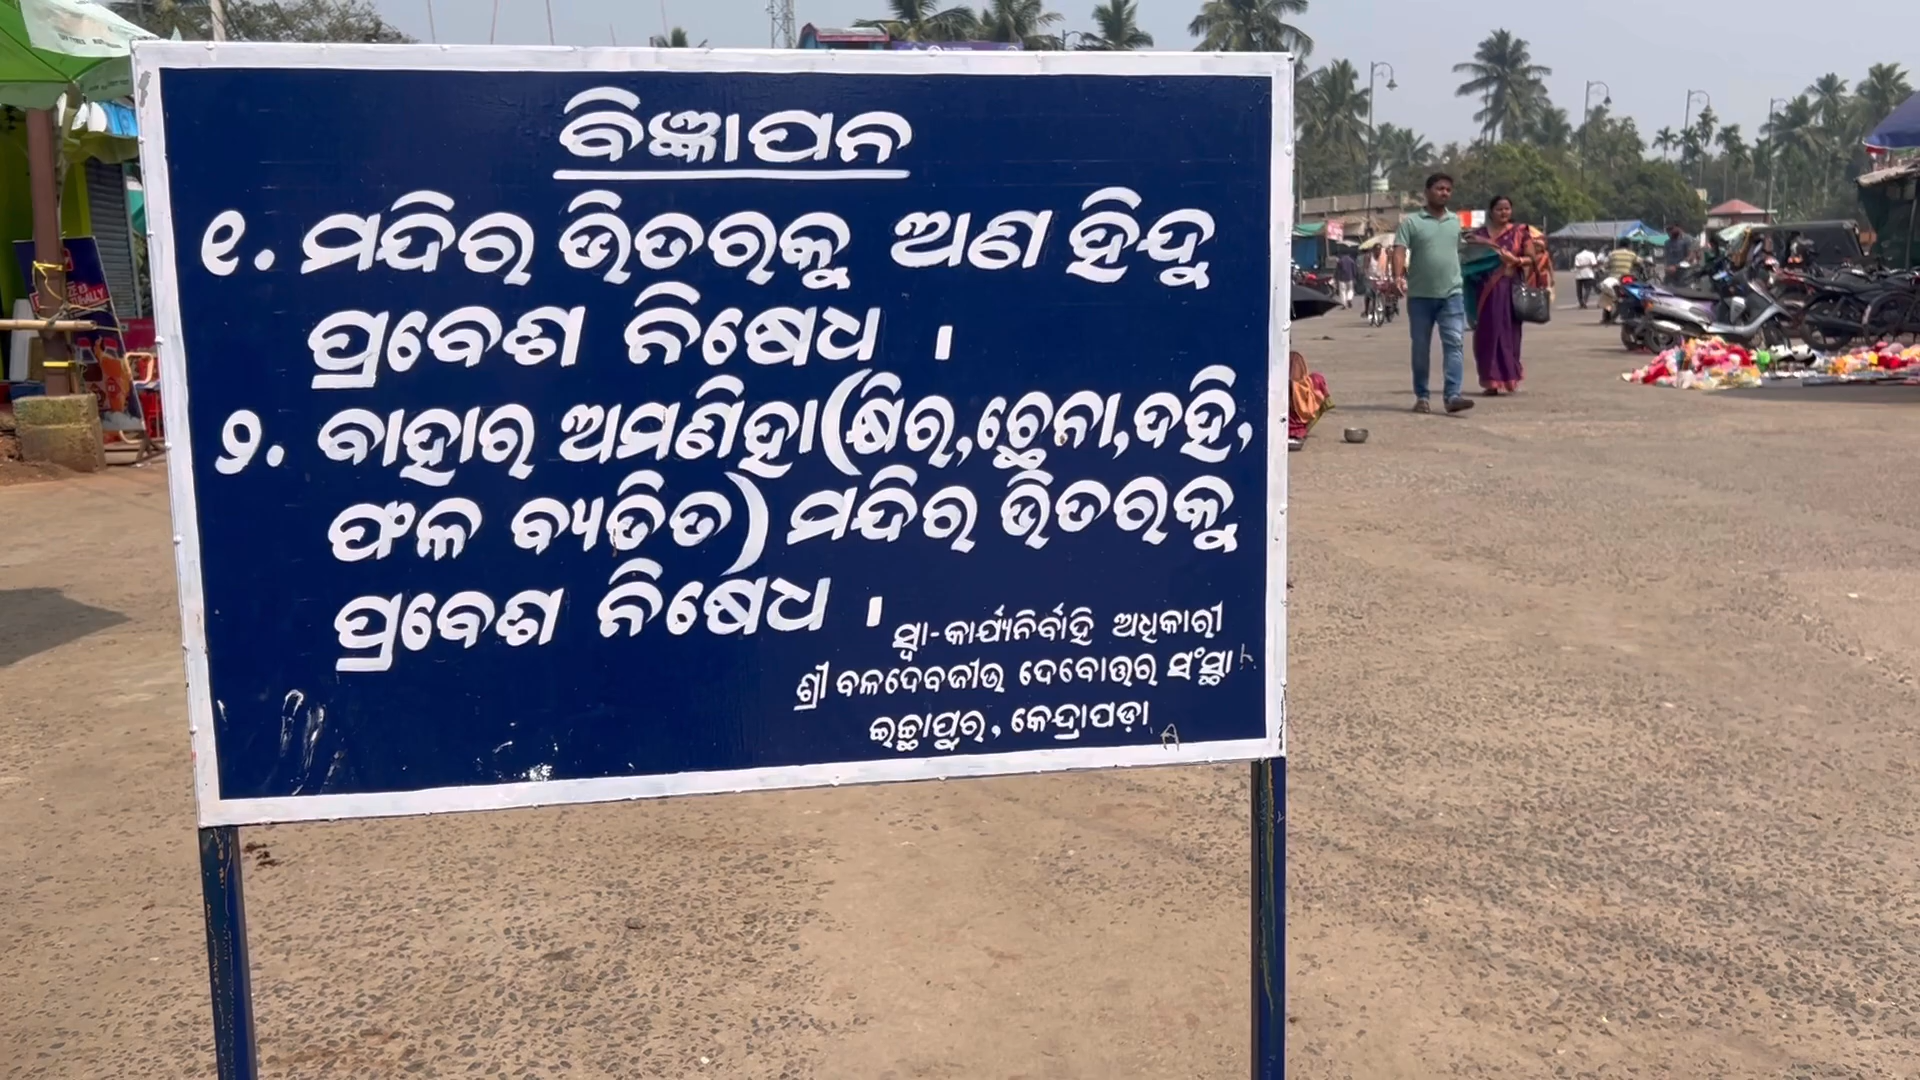 ବିଜ୍ଞାପନ
୧. ମନ୍ଦିର ଭିତରକୁ ଅଣ ହିନ୍ଦୁ
ପ୍ରବେଶ ନିଷେଧ ।
୨. ବାହାର ଅମଣିହା(କ୍ଷିର,ଚ୍ଛେନା,ଦହି,
ଫଳ ବ୍ୟତିତ) ମନ୍ଦିର ଭିତରକୁ
ପ୍ରବେଶ ନିଷେଧ ।
ସ୍ୱା-କାର୍ଯ୍ୟନିର୍ବାହି ଅଧିକାରୀ
ଶ୍ରୀ ବଳଦେବଜୀଉ ଦେବୋତ୍ତର ସଂସ୍ଥା
ଇଚ୍ଛାପୁର, କେନ୍ଦ୍ରାପଡ଼ା